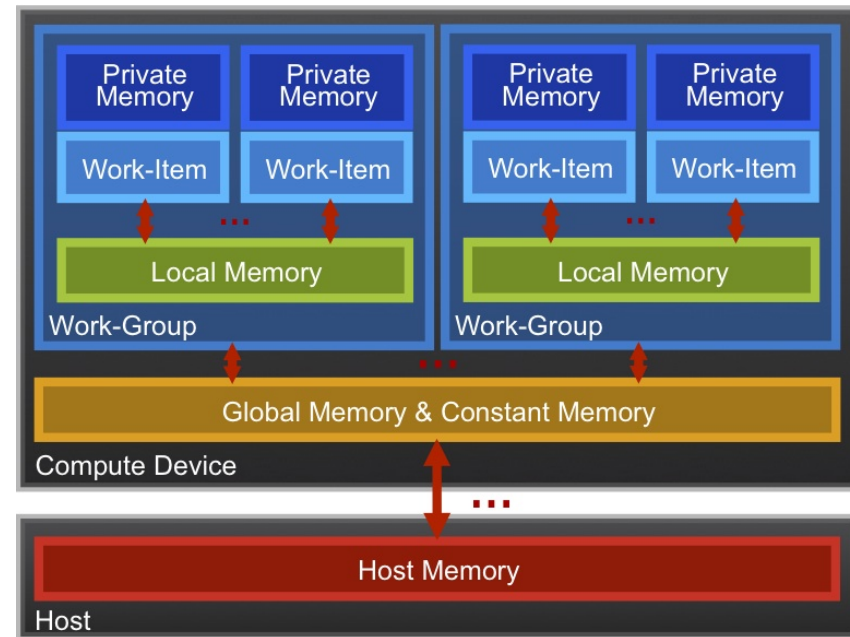 Private Memory
Private Memory
Private Memory
Private Memory
Work-Item
Work-Item
Work-Item
Work-Item
...
...
Local Memory
Local Memory
Work-Group
Work-Group
...
Global Memory & Constant Memory
Compute Device
...
Host Memory
Host